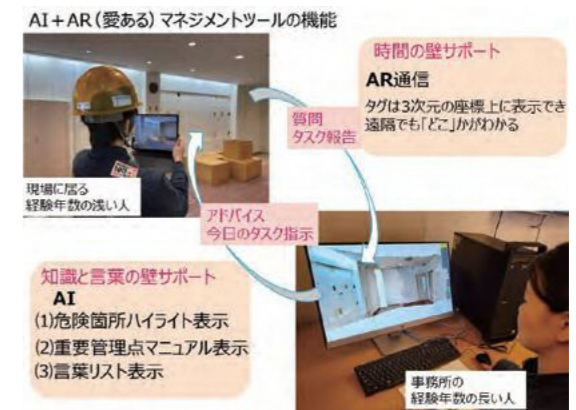 AI+AR(愛ある)マネジメントツールの機能
時間の壁サポート
AR通信
タグは3次元の座標上に表示でき
遠隔でも「どこ」かがわかる
質問
タスク報告
現場に居る
経験年数の浅い人
アドバイス
今日のタスク指示
知識と言葉の壁サポート
AI
(1)危険箇所ハイライト表示
(2)重要管理点マニュアル表示
(3)言葉リスト表示
事務所の
経験年数の長い人